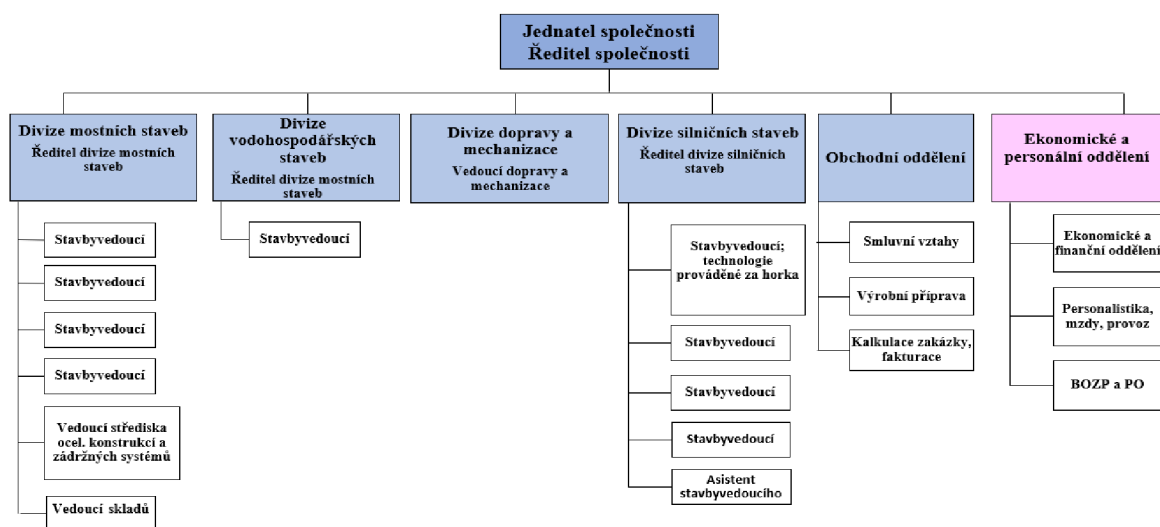 Jednatel společnosti
Ředitel společnosti
Divize mostních staveb
Ředitel divize mostních
staveb
Stavbyvedoucí
Stavbyvedoucí
Stavbyvedoucí
Stavbyvedoucí
Vedoucí střediska
ocel. konstrukcí a
zádržných systémů
Vedoucí skladů
Divize
vodohospodářských
staveb
Ředitel divize mostních
staveb
Stavbyvedoucí
Divize dopravy a
mechanizace
Vedoucí dopravy a
mechanizace
Divize silničních staveb
Ředitel divize silničních
staveb
Stavbyvedoucí;
technologie
prováděné za horka
Stavbyvedoucí
Stavbyvedoucí
Stavbyvedoucí
Asistent
stavbyvedoucího
Obchodní oddělení
Smluvní vztahy
Výrobní příprava
Kalkulace zakázky,
fakturace
Ekonomické a
personální oddělení
Ekonomické a
finanční oddělení
Personalistika,
mzdy, provoz
BOZP a PO